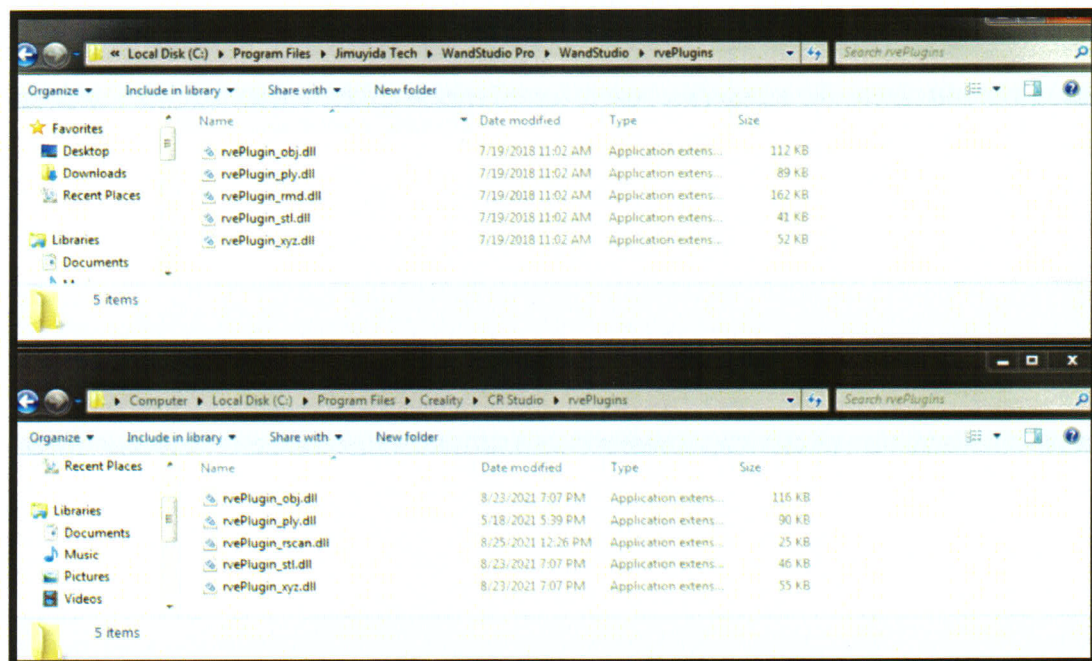 « Local Disk (C:) ▸ Program Files ▸ Jimuyida Tech ▸ WandStudio Pro ▸ WandStudio ▸ rvePlugins Search rvePlugins
Organize Include in library Share with New folder
Favorites
Desktop
Downloads
Recent Places
Libraries
Documents
Name Date modified Type Size
rvePlugin_obj.dll 7/19/2018 11:02 AM Application extens... 112 KB
rvePlugin_ply.dll 7/19/2018 11:02 AM Application extens... 89 KB
rvePlugin_rmd.dll 7/19/2018 11:02 AM Application extens... 162 KB
rvePlugin_stl.dll 7/19/2018 11:02 AM Application extens... 41 KB
rvePlugin_xyz.dll 7/19/2018 11:02 AM Application extens... 52 KB
5 items
▸ Computer ▸ Local Disk (C:) ▸ Program Files ▸ Creality ▸ CR Studio ▸ rvePlugins Search rvePlugins
Organize Include in library Share with New folder
Recent Places
Libraries
Documents
Music
Pictures
Videos
Name Date modified Type Size
rvePlugin_obj.dll 8/23/2021 7:07 PM Application extens... 116 KB
rvePlugin_ply.dll 5/18/2021 5:39 PM Application extens... 90 KB
rvePlugin_rscan.dll 8/25/2021 12:26 PM Application extens... 25 KB
rvePlugin_stl.dll 8/23/2021 7:07 PM Application extens... 46 KB
rvePlugin_xyz.dll 8/23/2021 7:07 PM Application extens... 55 KB
5 items